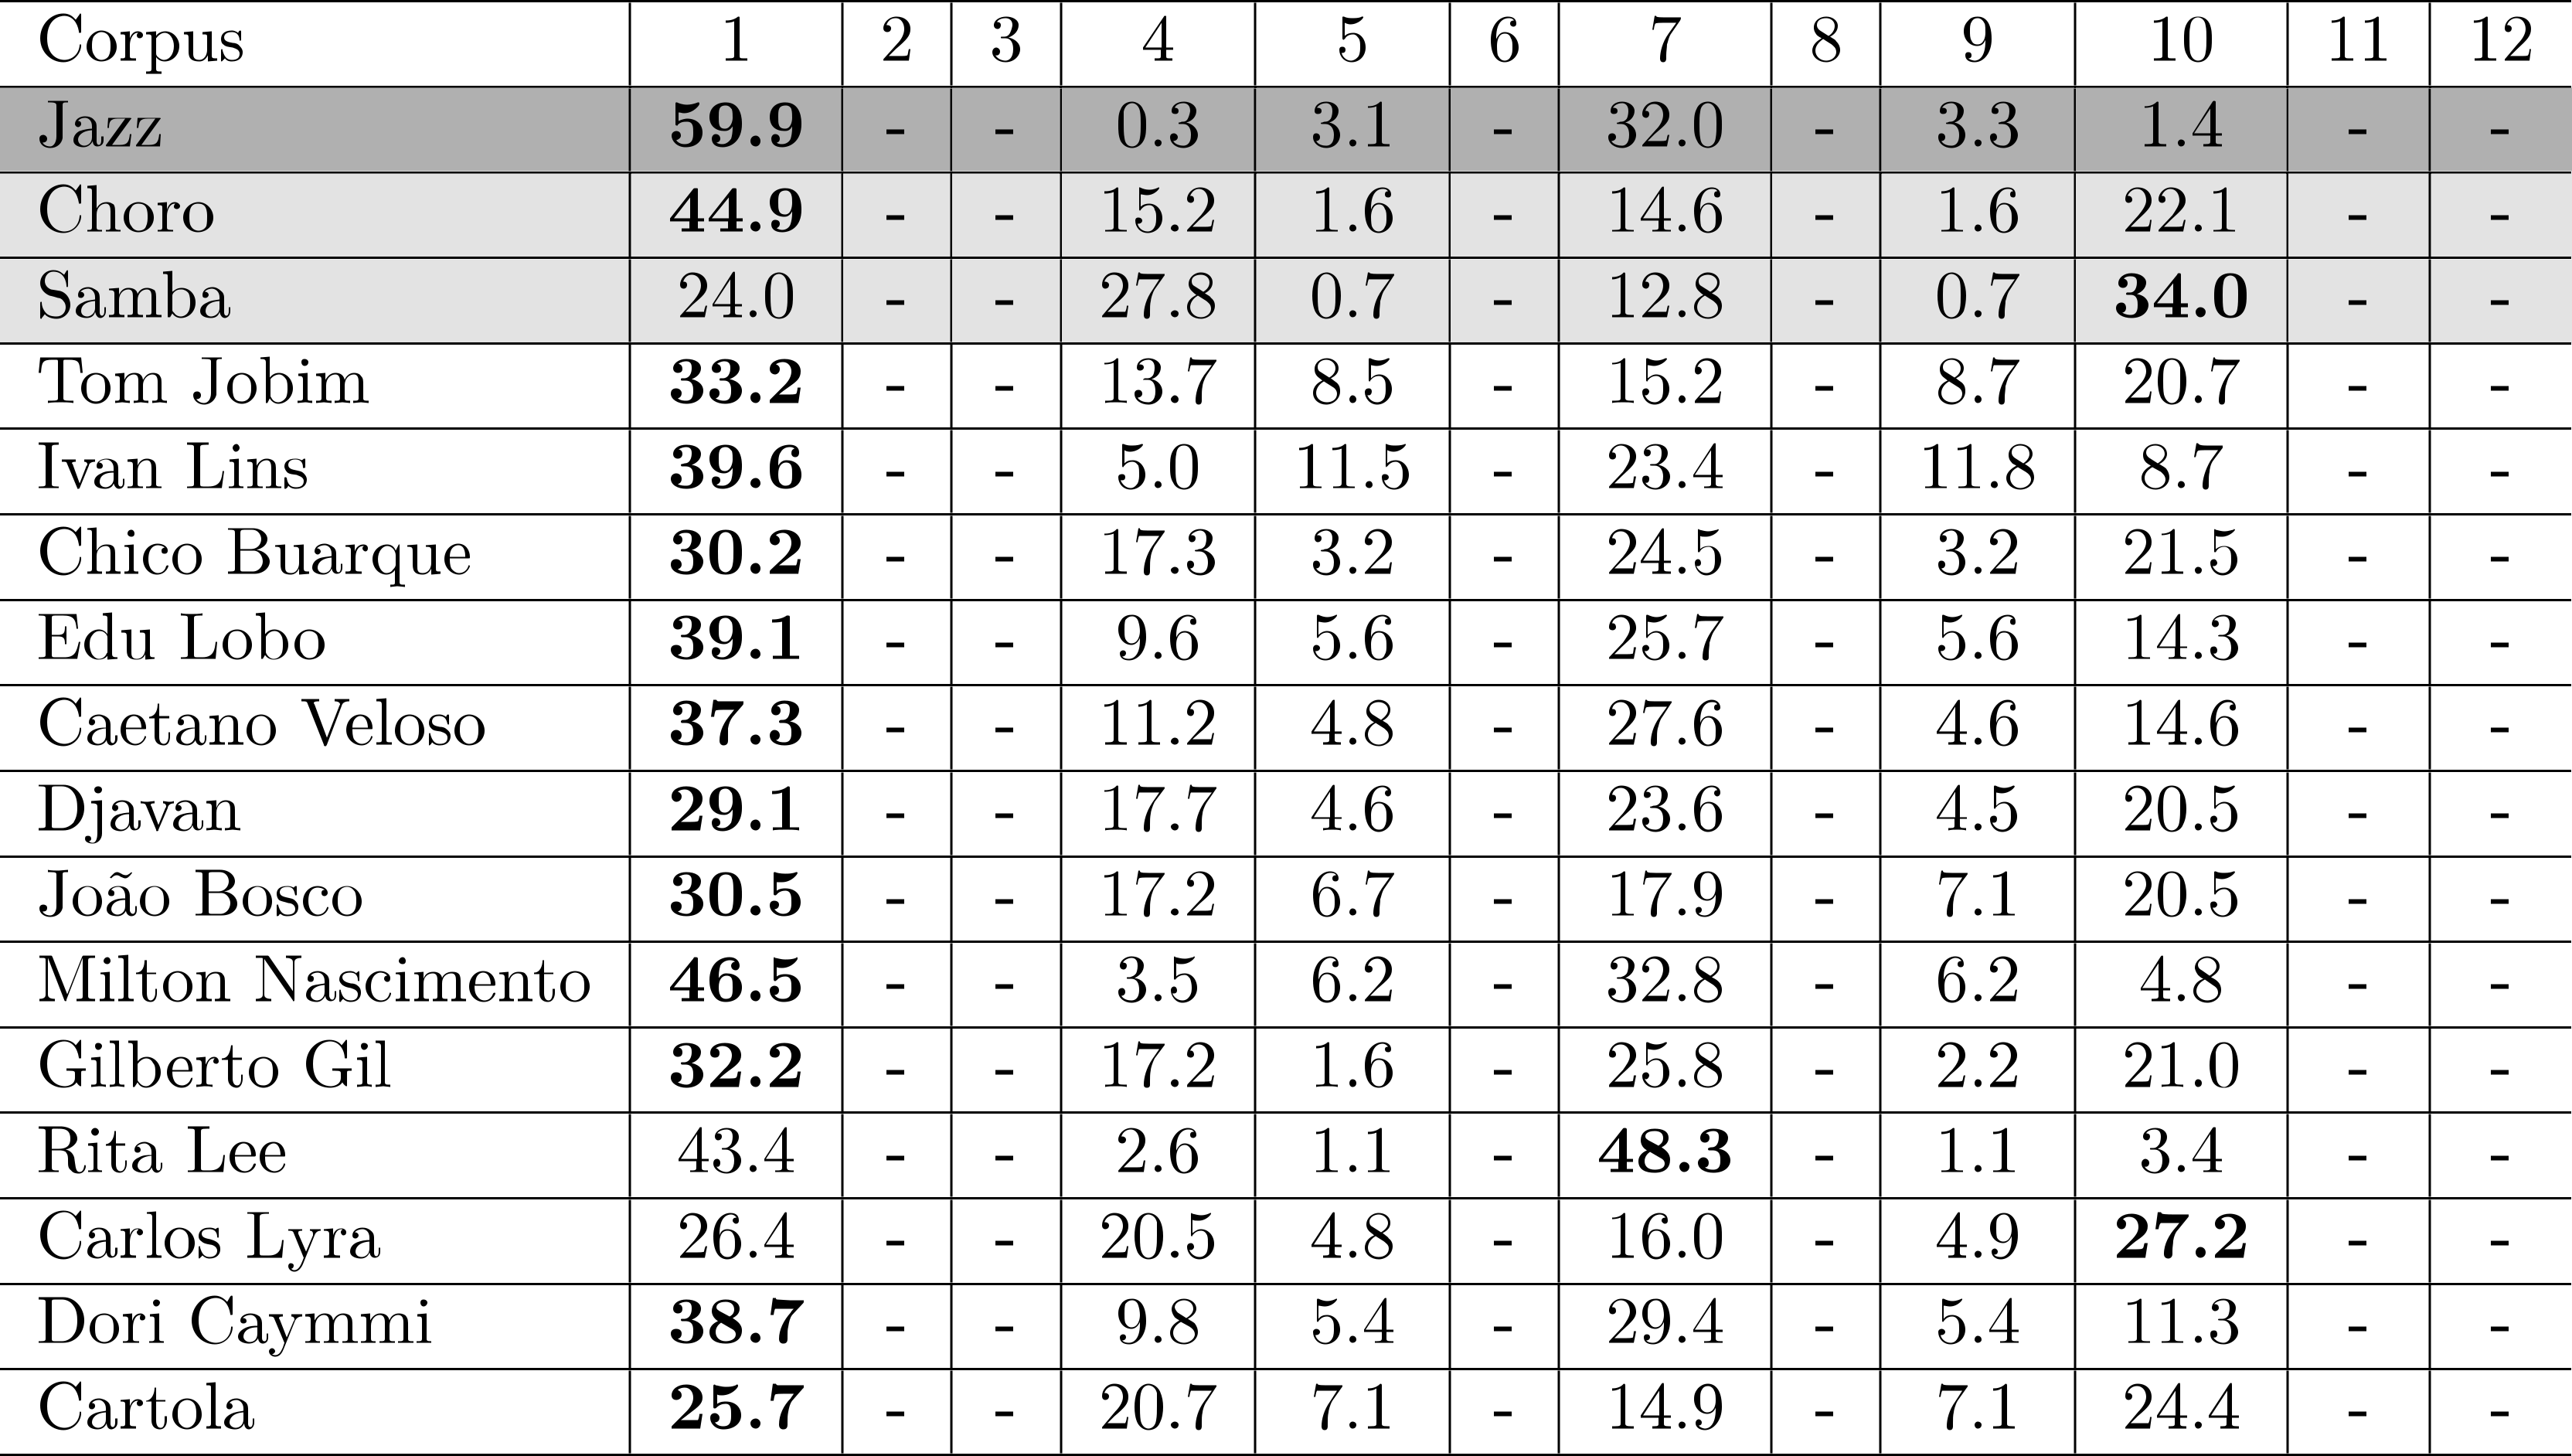 Corpus 1 2 3 4 5 6 7 8 9 10 11 12
Jazz 59.9 - - 0.3 3.1 - 32.0 - 3.3 1.4 - -
Choro 44.9 - - 15.2 1.6 - 14.6 - 1.6 22.1 - -
Samba 24.0 - - 27.8 0.7 - 12.8 - 0.7 34.0 - -
Tom Jobim 33.2 - - 13.7 8.5 - 15.2 - 8.7 20.7 - -
Ivan Lins 39.6 - - 5.0 11.5 - 23.4 - 11.8 8.7 - -
Chico Buarque 30.2 - - 17.3 3.2 - 24.5 - 3.2 21.5 - -
Edu Lobo 39.1 - - 9.6 5.6 - 25.7 - 5.6 14.3 - -
Caetano Veloso 37.3 - - 11.2 4.8 - 27.6 - 4.6 14.6 - -
Djavan 29.1 - - 17.7 4.6 - 23.6 - 4.5 20.5 - -
João Bosco 30.5 - - 17.2 6.7 - 17.9 - 7.1 20.5 - -
Milton Nascimento 46.5 - - 3.5 6.2 - 32.8 - 6.2 4.8 - -
Gilberto Gil 32.2 - - 17.2 1.6 - 25.8 - 2.2 21.0 - -
Rita Lee 43.4 - - 2.6 1.1 - 48.3 - 1.1 3.4 - -
Carlos Lyra 26.4 - - 20.5 4.8 - 16.0 - 4.9 27.2 - -
Dori Caymmi 38.7 - - 9.8 5.4 - 29.4 - 5.4 11.3 - -
Cartola 25.7 - - 20.7 7.1 - 14.9 - 7.1 24.4 - -